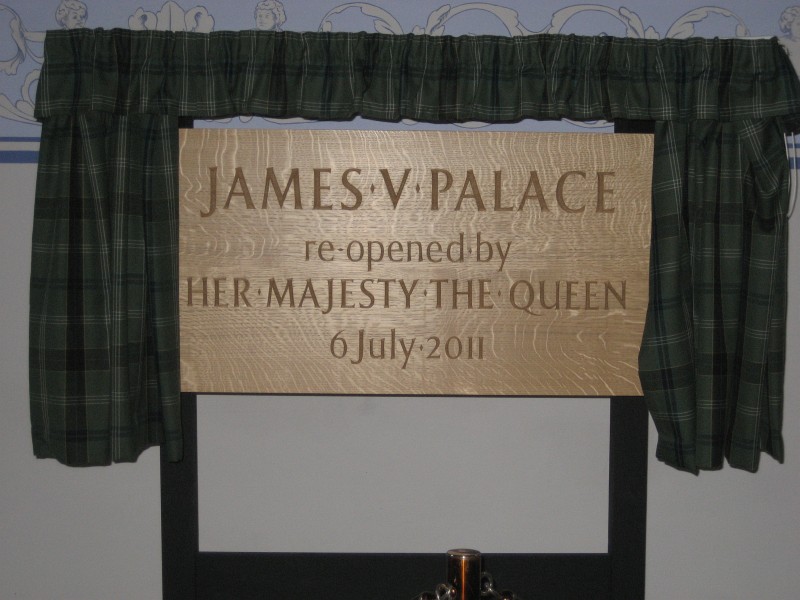 JAMES·V·PALACE
re-opened·by
HER·MAJESTY·THE·QUEEN
6 July·2011